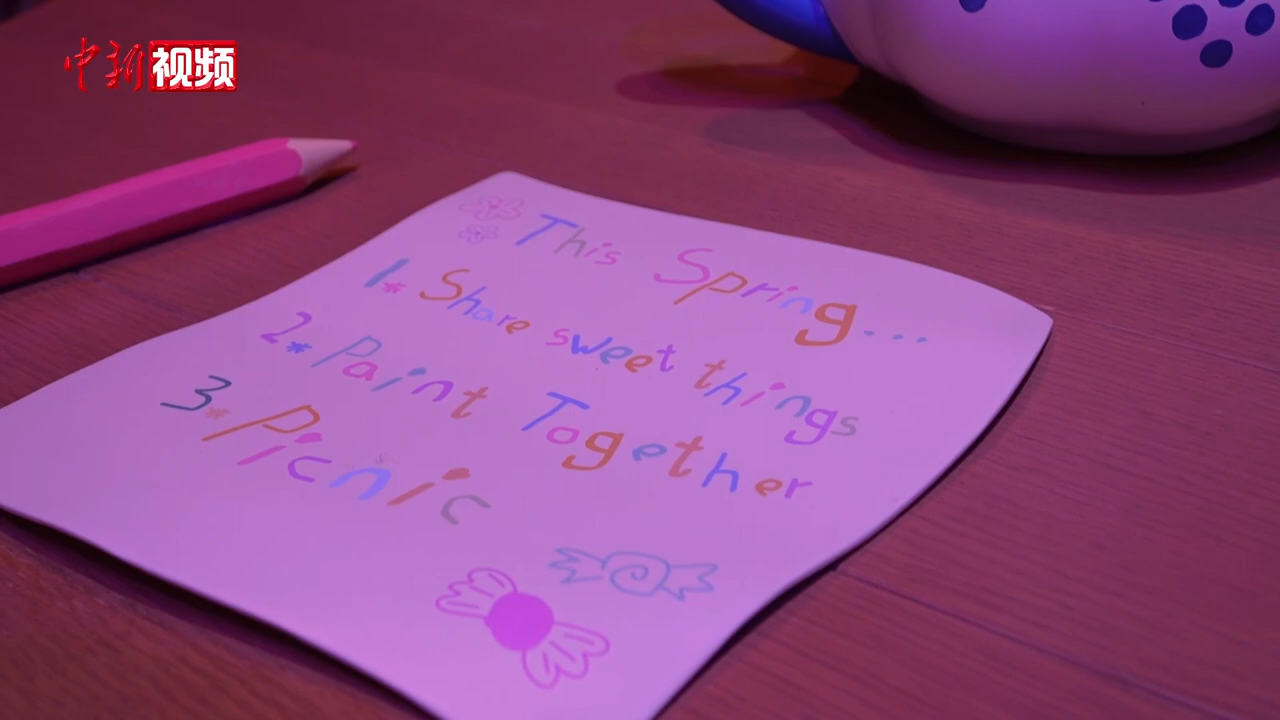 中新视频
This Spring...
1* Share sweet things
2* Paint Together
3* Picnic